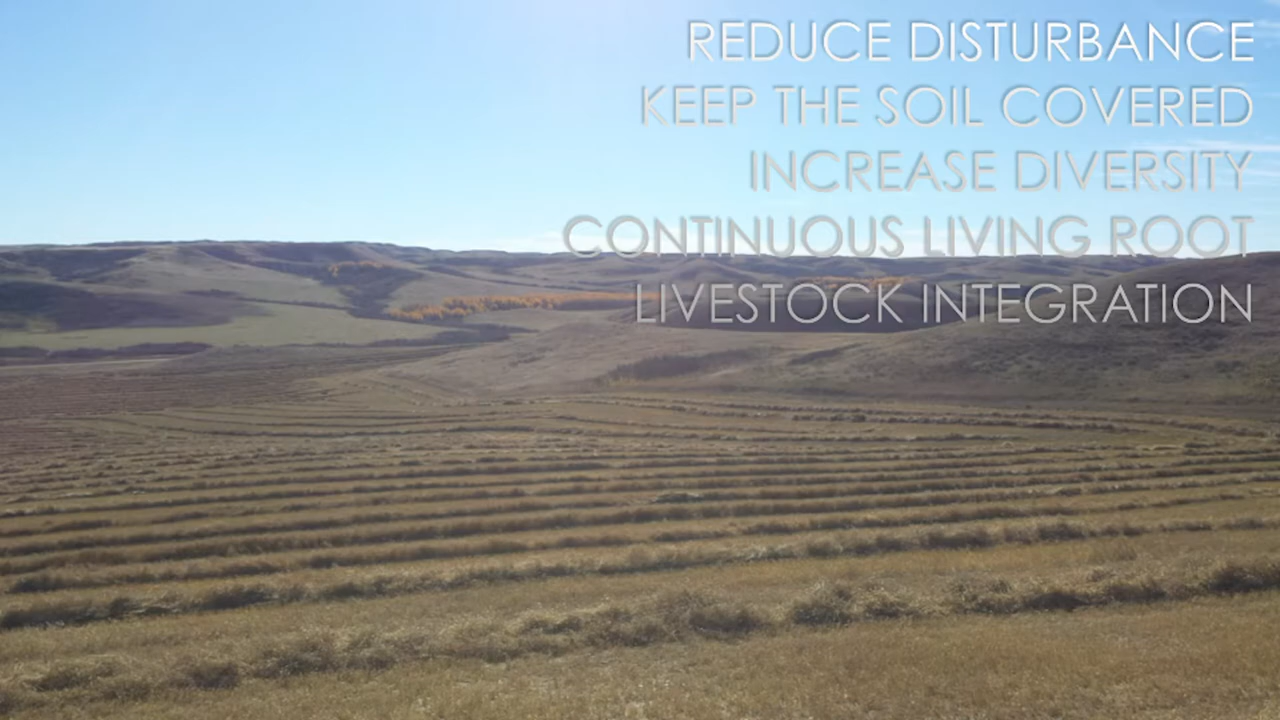 REDUCE DISTURBANCE
KEEP THE SOIL COVERED
INCREASE DIVERSITY
CONTINUOUS LIVING ROOT
LIVESTOCK INTEGRATION